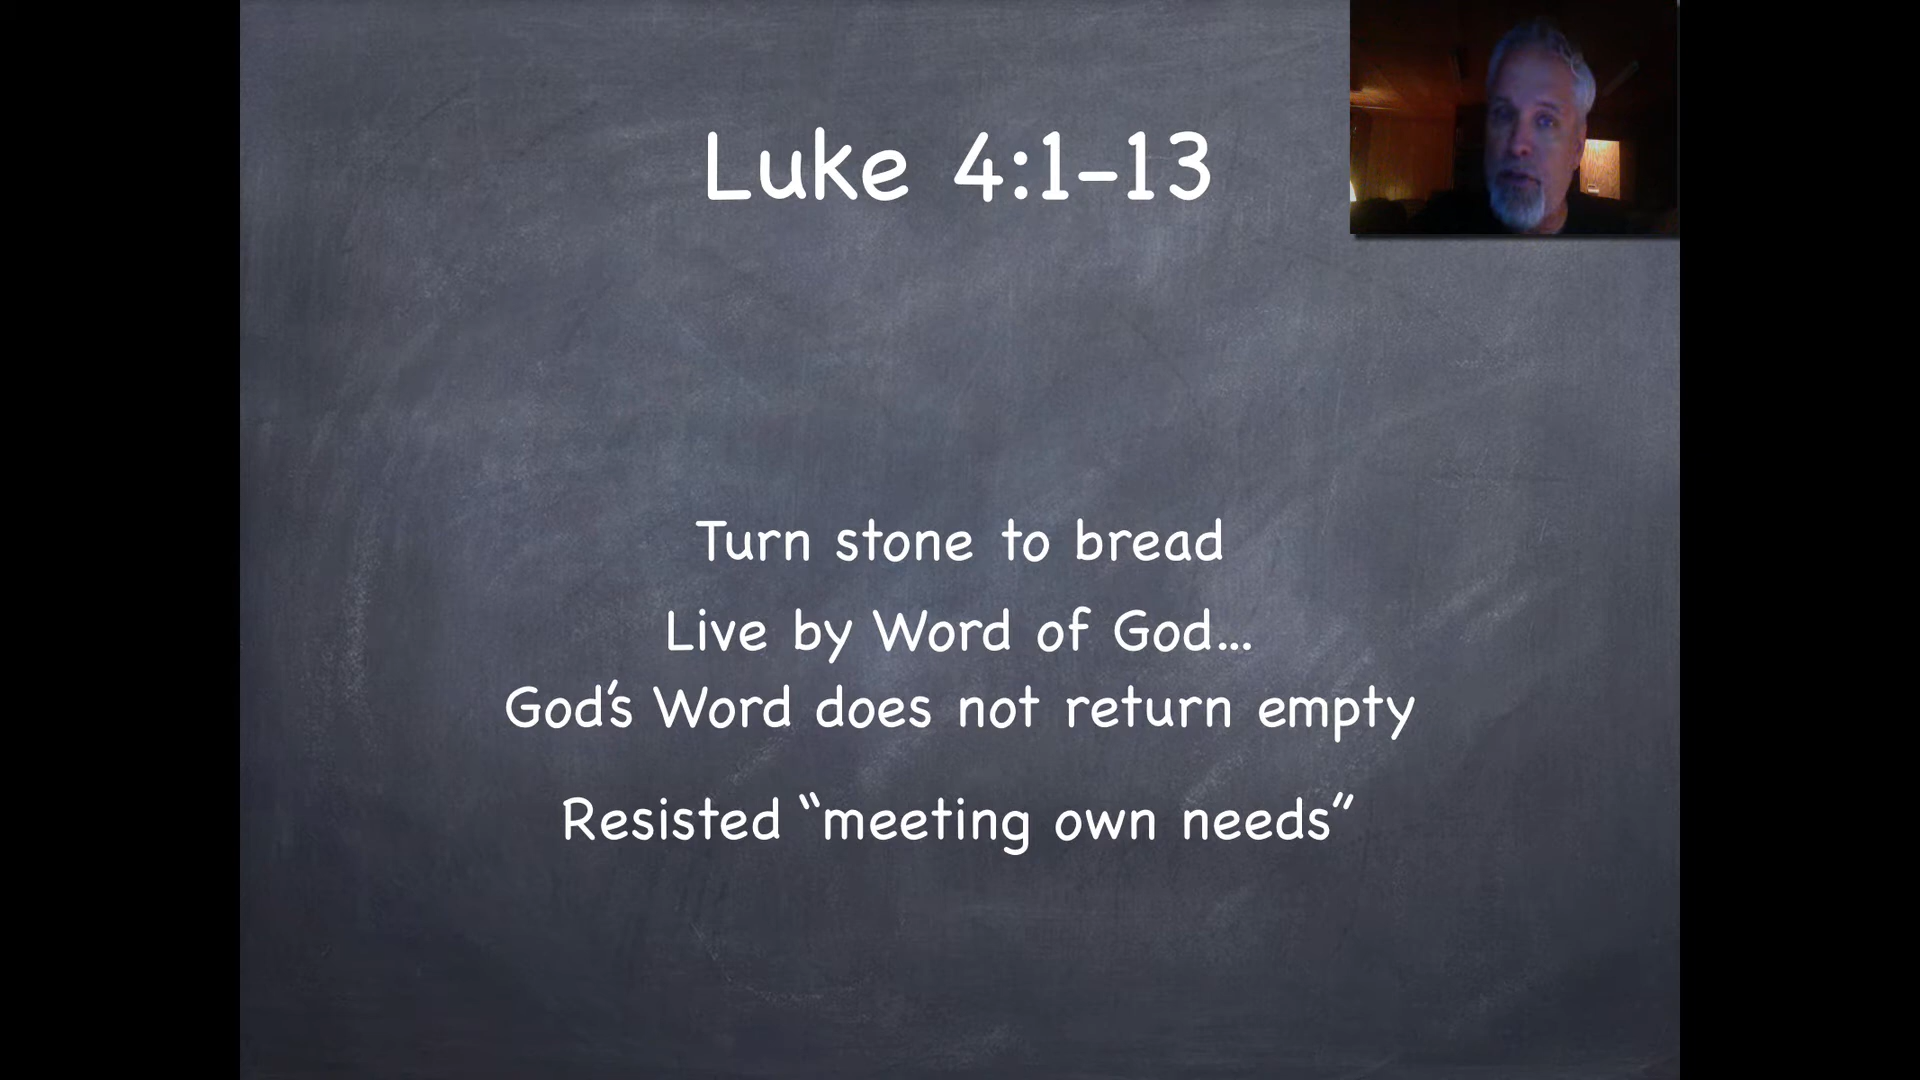 Luke 4:1-13
Turn stone to bread
Live by Word of God...
God's Word does not return empty
Resisted “meeting own needs”